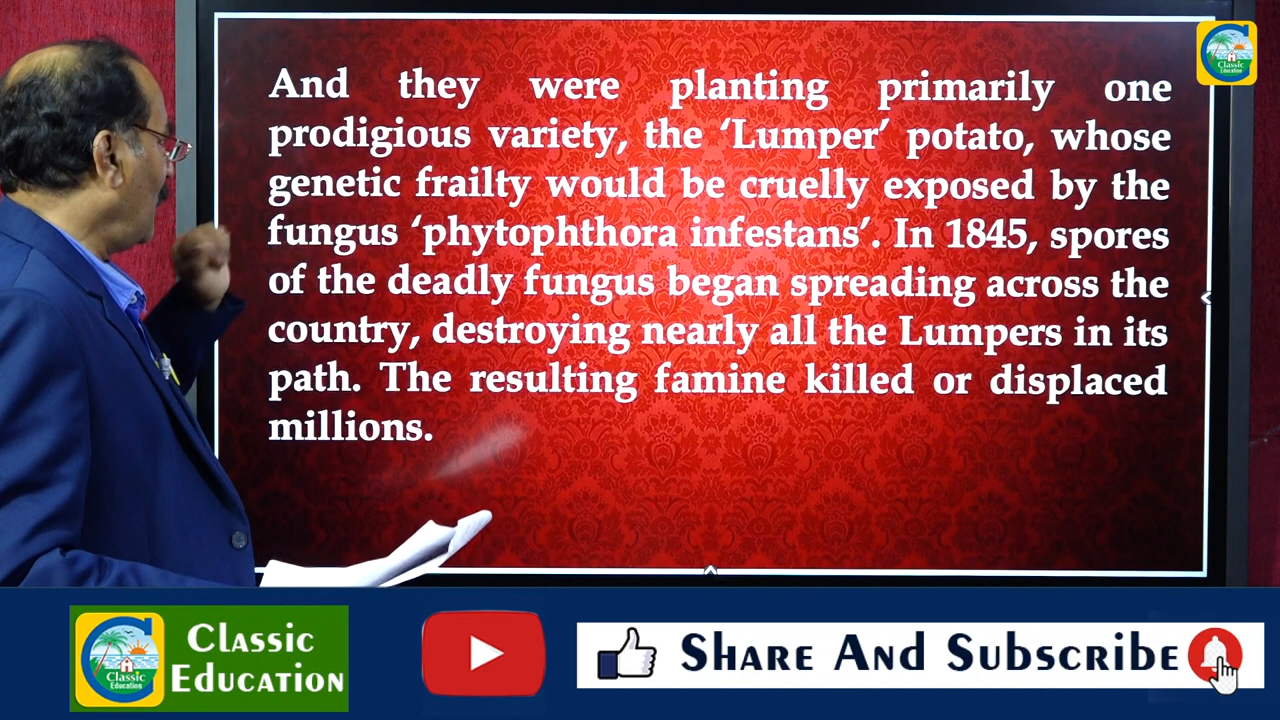 And they were planting primarily one
prodigious variety, the ‘Lumper’ potato, whose
genetic frailty would be cruelly exposed by the
fungus ‘phytophthora infestans’. In 1845, spores
of the deadly fungus began spreading across the
country, destroying nearly all the Lumpers in its
path. The resulting famine killed or displaced
millions.
Classic
Education
Classic
Education
Classic
Education
Share And Subscribe